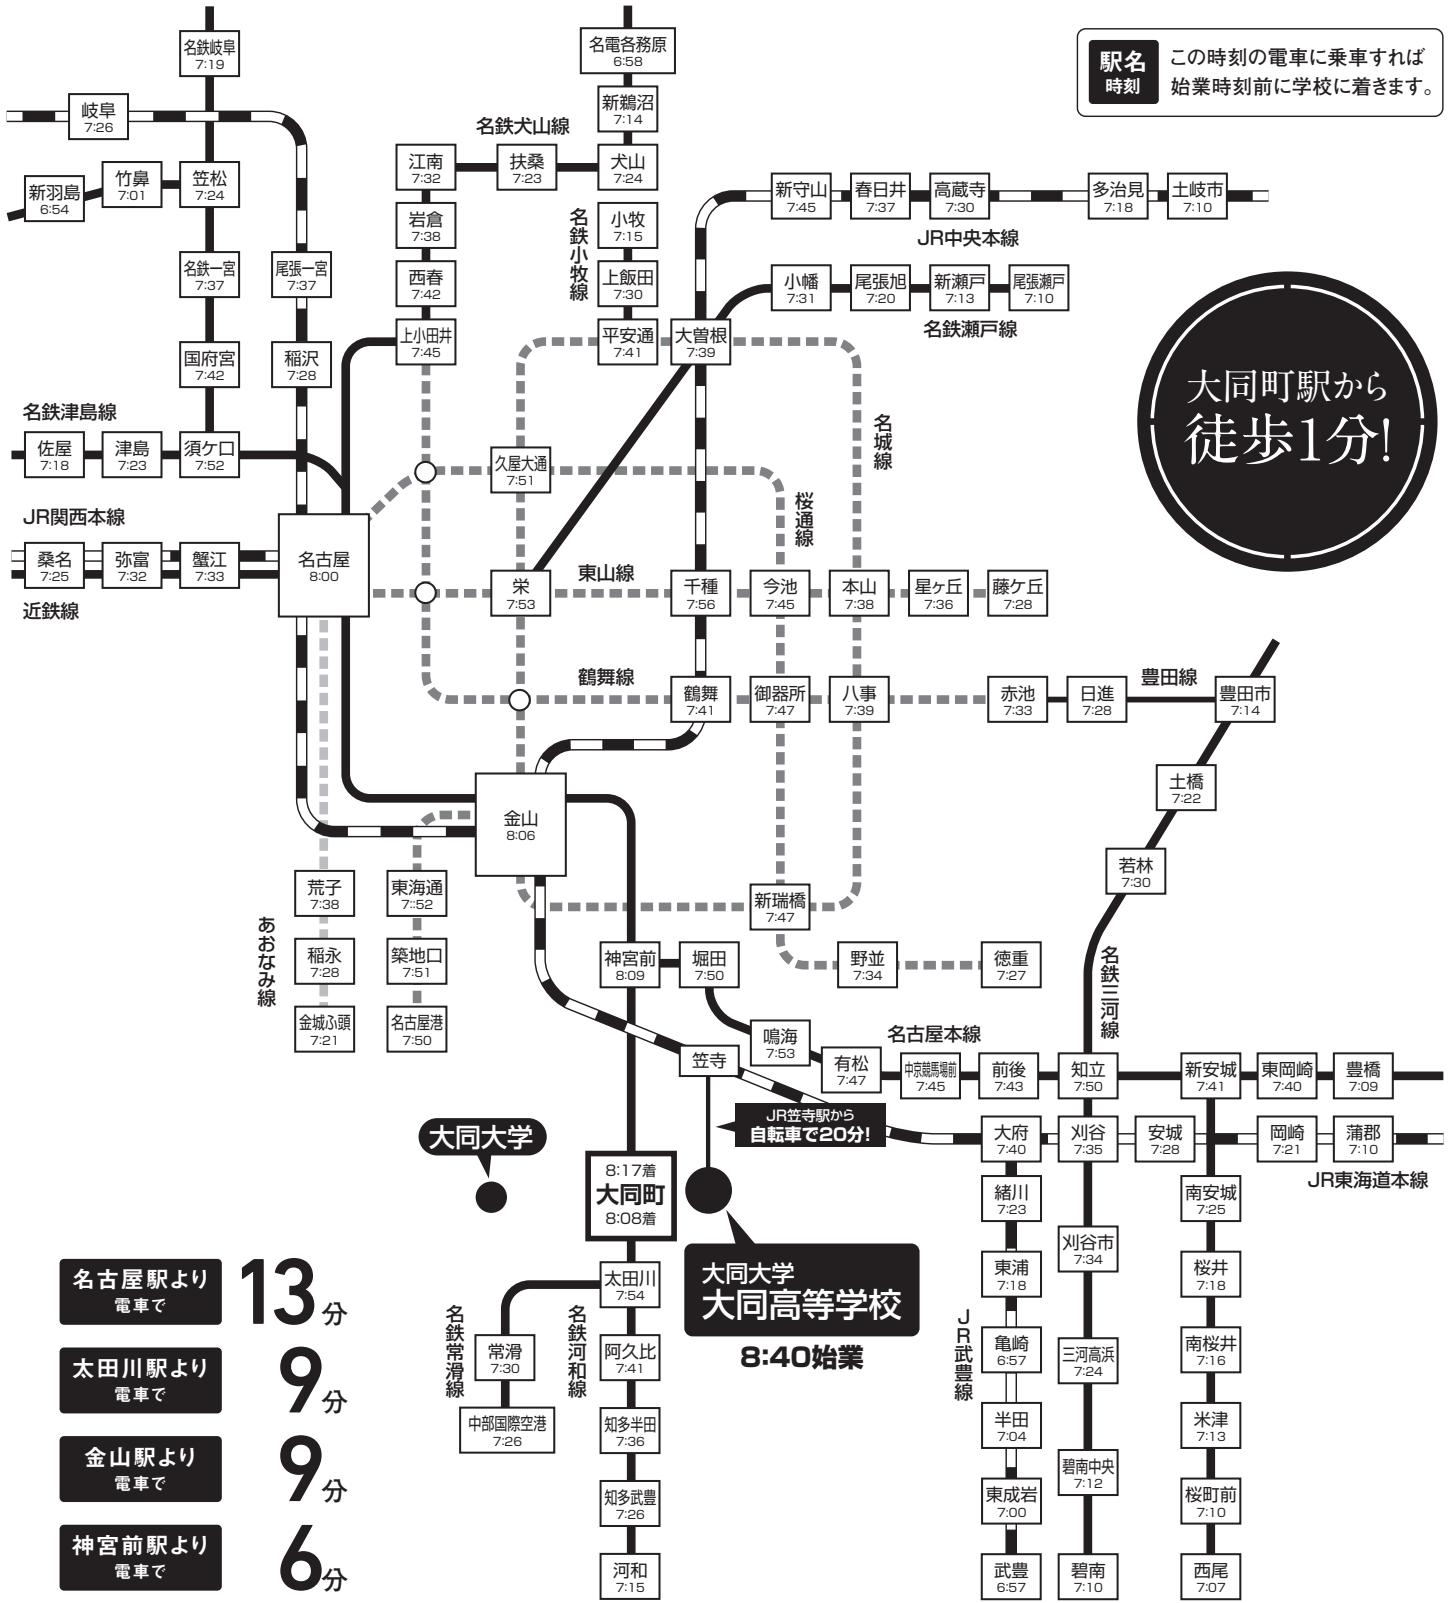 名鉄岐阜
7:19
名電各務原
6:58
駅名
時刻
この時刻の電車に乗車すれば
始業時刻前に学校に着きます。
岐阜
7:26
新鵜沼
7:14
名鉄犬山線
江南
7:32
扶桑
7:23
犬山
7:24
新羽島
6:54
竹鼻
7:01
笠松
7:24
新守山
7:45
春日井
7:37
高蔵寺
7:30
多治見
7:18
土岐市
7:10
JR中央本線
岩倉
7:38
名鉄小牧線
小牧
7:15
名鉄一宮
7:37
尾張一宮
7:37
西春
7:42
上飯田
7:30
小幡
7:31
尾張旭
7:20
新瀬戸
7:13
尾張瀬戸
7:10
名鉄瀬戸線
国府宮
7:42
稲沢
7:28
上小田井
7:45
平安通
7:41
大曽根
7:39
大同町駅から
徒歩1分!
名鉄津島線
佐屋
7:18
津島
7:23
須ケ口
7:52
久屋大通
7:51
名城線
桜通線
JR関西本線
桑名
7:25
弥富
7:32
蟹江
7:33
近鉄線
名古屋
8:00
東山線
栄
7:53
千種
7:56
今池
7:45
本山
7:38
星ヶ丘
7:36
藤ケ丘
7:28
鶴舞線
鶴舞
7:41
御器所
7:47
八事
7:39
赤池
7:33
日進
7:28
豊田線
豊田市
7:14
土橋
7:22
若林
7:30
名鉄三河線
金山
8:06
あおなみ線
荒子
7:38
稲永
7:28
金城ふ頭
7:21
東海通
7::52
築地口
7:51
名古屋港
7:50
新瑞橋
7:47
野並
7:34
徳重
7:27
神宮前
8:09
堀田
7:50
鳴海
7:53
有松
7:47
名古屋本線
中京競馬場前
7:45
前後
7:43
知立
7:50
新安城
7:41
東岡崎
7:40
豊橋
7:09
笠寺
JR笠寺駅から
自転車で20分!
大府
7:40
刈谷
7:35
安城
7:28
岡崎
7:21
蒲郡
7:10
JR東海道本線
大同大学
8:17着
大同町
8:08着
大同大学
大同高等学校
8:40始業
緒川
7:23
東浦
7:18
JR武豊線
亀崎
6:57
半田
7:04
東成岩
7:00
武豊
6:57
刈谷市
7:34
三河高浜
7:24
碧南中央
7:12
碧南
7:10
南安城
7:25
桜井
7:18
南桜井
7:16
米津
7:13
桜町前
7:10
西尾
7:07
太田川
7:54
名鉄常滑線
常滑
7:30
中部国際空港
7:26
名鉄河和線
阿久比
7:41
知多半田
7:36
知多武豊
7:26
河和
7:15
名古屋駅より
電車で
13分
太田川駅より
電車で
9分
金山駅より
電車で
9分
神宮前駅より
電車で
6分